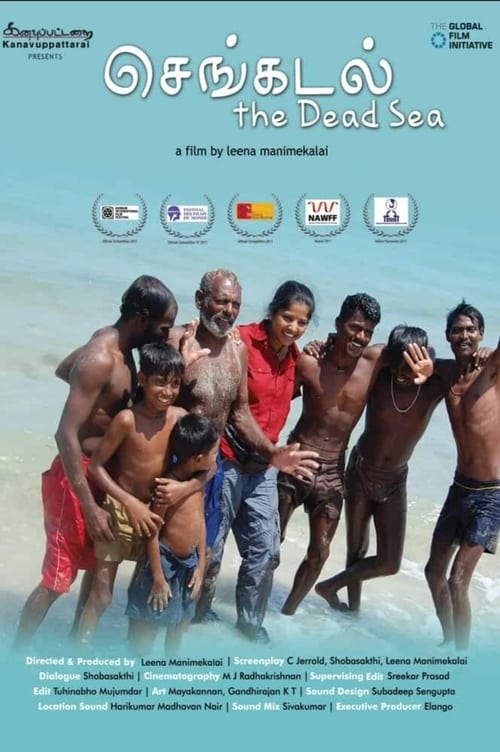 கனவுப்பட்டறை
Kanavuppattarai
PRESENTS
THE GLOBAL
FILM
INITIATIVE
செங்கடல்
the Dead Sea
a film by leena manimekalai
NAWFF
Directed & Produced by Leena Manimekalai | Screenplay C Jerrold, Shobasakthi, Leena Manimekalai
Dialogue Shobasakthi | Cinematography M J Radhakrishnan | Supervising Edit Sreekar Prasad
Edit Tuhinabho Mujumdar | Art Mayakannan, Gandhirajan K T | Sound Design Subadeep Sengupta
Location Sound Harikumar Madhavan Nair | Sound Mix Sivakumar | Executive Producer Elango